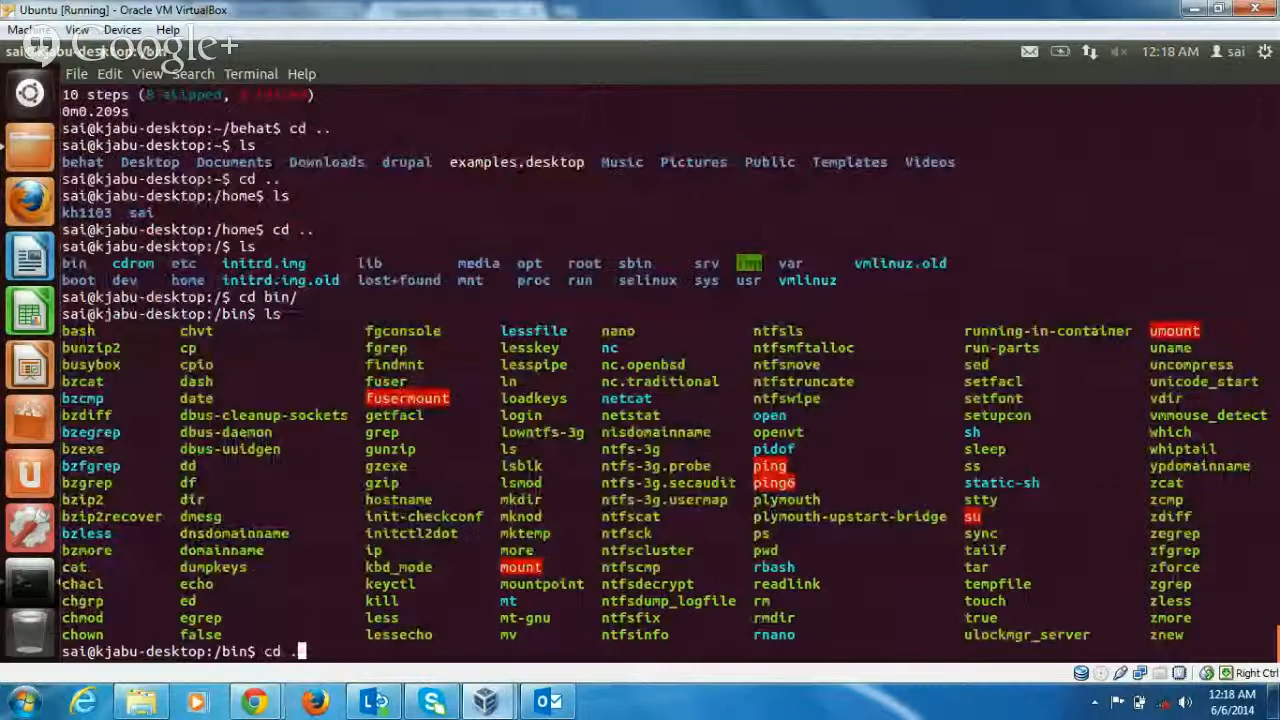 Ubuntu [Running] - Oracle VM VirtualBox
Machine View Devices Help
Google+
12:18 AM sai
File Edit View Search Terminal Help
10 steps (8 skipped,
0m0.209s
sai@kjabu-desktop:~/behat$ cd ..
sai@kjabu-desktop:~$ ls
behat Desktop Documents Downloads drupal examples.desktop Music Pictures Public Templates Videos
sai@kjabu-desktop:~$ cd ..
sai@kjabu-desktop:/home$ ls
kh1103 sai
sai@kjabu-desktop:/home$ cd ..
sai@kjabu-desktop:/$ ls
bin cdrom etc initrd.img lib media opt root sbin srv tmp var vmlinuz.old
boot dev home initrd.img.old lost+found mnt proc run selinux sys usr vmlinuz
sai@kjabu-desktop:/$ cd bin/
sai@kjabu-desktop:/bin$ ls
bash chvt fgconsole lessfile nano ntfsls running-in-container umount
bunzip2 cp fgrep lesskey nc ntfsmftalloc run-parts uname
busybox cpio findmnt lesspipe nc.openbsd ntfsmove sed uncompress
bzcat dash fuser ln nc.traditional ntfstruncate setfacl unicode_start
bzcmp date fusermount loadkeys netcat ntfswipe setfont vdir
bzdiff dbus-cleanup-sockets getfacl login netstat open setupcon vmmouse_detect
bzegrep dbus-daemon grep lowntfs-3g nisdomainname openvt sh which
bzexe dbus-uuidgen gunzip ls ntfs-3g pidof sleep whiptail
bzfgrep dd gzexe lsblk ntfs-3g.probe ping ss ypdomainname
bzgrep df gzip lsmod ntfs-3g.secaudit ping6 static-sh zcat
bzip2 dir hostname mkdir ntfs-3g.usermap plymouth stty zcmp
bzip2recover dmesg init-checkconf mknod ntfscat plymouth-upstart-bridge su zdiff
bzless dnsdomainname initctl2dot mktemp ntfsck ps sync zegrep
bzmore domainname ip more ntfscluster pwd tailf zfgrep
cat dumpkeys kbd_mode mount ntfscmp rbash tar zforce
chacl echo keyctl mountpoint ntfsdecrypt readlink tempfile zgrep
chgrp ed kill mt ntfsdump_logfile rm touch zless
chmod egrep less mt-gnu ntfsfix rmdir true zmore
chown false lessecho mv ntfsinfo rnano ulockmgr_server znew
sai@kjabu-desktop:/bin$ cd .
Right Ctrl
12:18 AM
6/6/2014